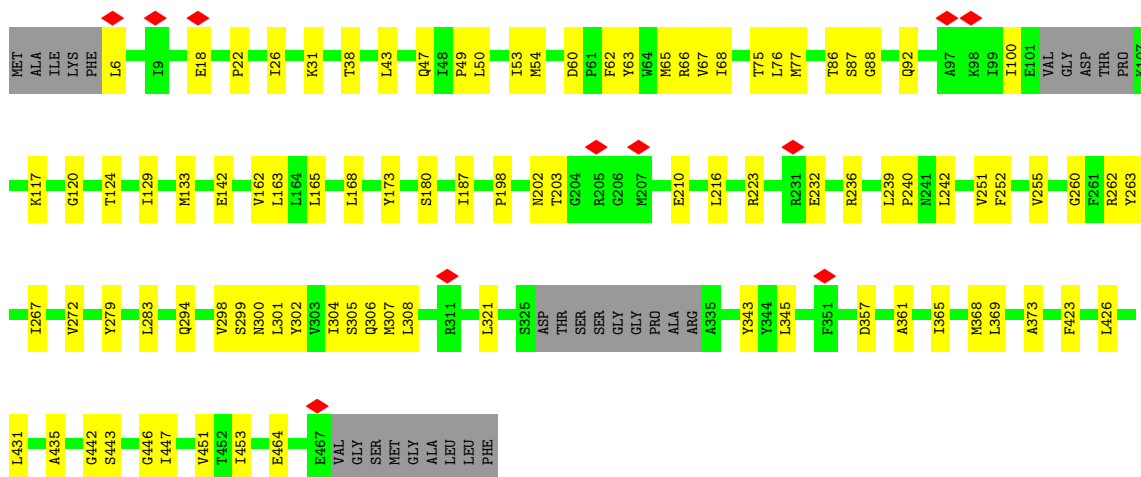 MET ALA ILE LYS PHE L6 I9 E18 P22 I26 K31 T38 L43 Q47 I48 P49 L50 I53 M54 D60 P61 F62 Y63 W64 M65 R66 V67 I68 T75 L76 M77 T86 S87 G88 Q92 A97 K98 I99 I100 E101 VAL GLY ASP THR PRO K107
K117 G120 T124 I129 M133 E142 V162 L163 L164 L165 L168 Y173 S180 I187 P198 N202 T203 G204 R205 G206 M207 E210 L216 R223 R231 E232 R236 L239 P240 N241 L242 V251 F252 V255 G260 F261 R262 Y263
I267 V272 Y279 L283 Q294 V298 S299 N300 L301 Y302 V303 I304 S305 Q306 M307 L308 R311 L321 S325 ASP THR SER SER GLY GLY PRO ALA ARG A335 Y343 Y344 L345 F351 D357 A361 I365 M368 L369 A373 F423 L426
L431 A435 G442 S443 G446 I447 V451 T452 I453 E464 E467 VAL GLY SER MET GLY ALA LEU LEU PHE